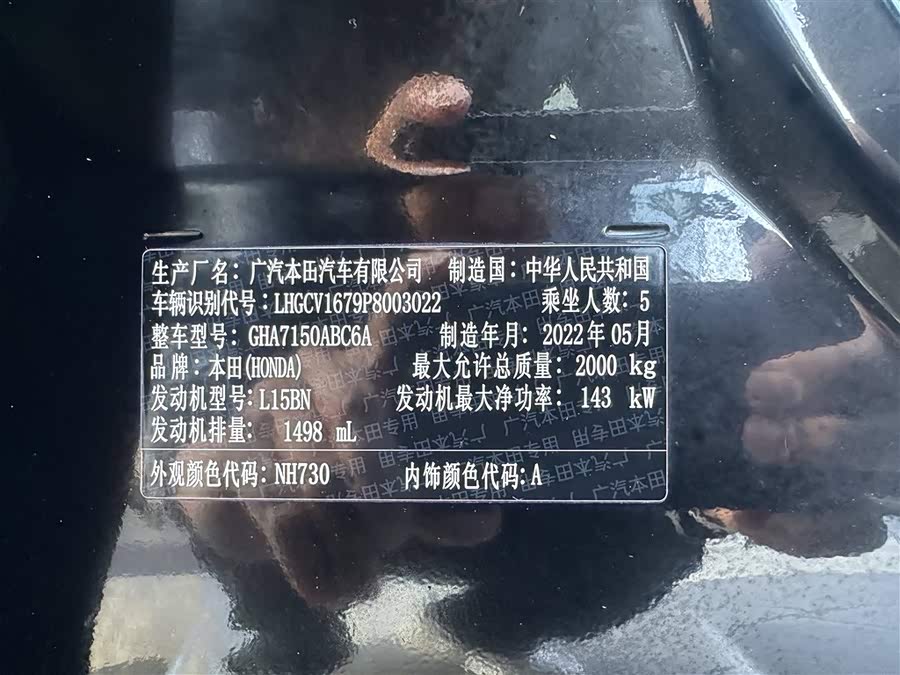 生产厂名：广汽本田汽车有限公司 制造国：中华人民共和国
车辆识别代号：LHGCV1679P8003022 乘坐人数：5
整车型号：GHA7150ABC6A 制造年月：2022年05月
品牌：本田(HONDA) 最大允许总质量：2000 kg
发动机型号：L15BN 发动机最大净功率：143 kW
发动机排量：1498 mL
外观颜色代码：NH730 内饰颜色代码：A